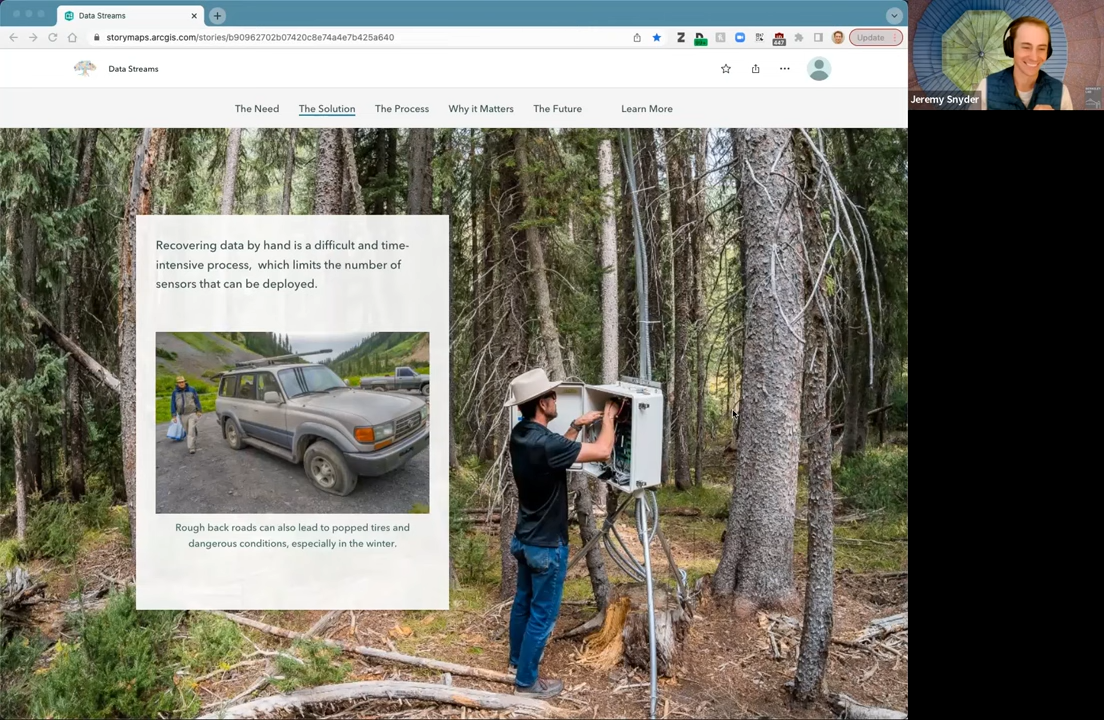 Data Streams
storymaps.arcgis.com/stories/b90962702b07420c8e74a4e7b425a640
447
Update
Jeremy Snyder
Data Streams
The Need
The Solution
The Process
Why it Matters
The Future
Learn More
Recovering data by hand is a difficult and time-
intensive process, which limits the number of
sensors that can be deployed.
Rough back roads can also lead to popped tires and
dangerous conditions, especially in the winter.